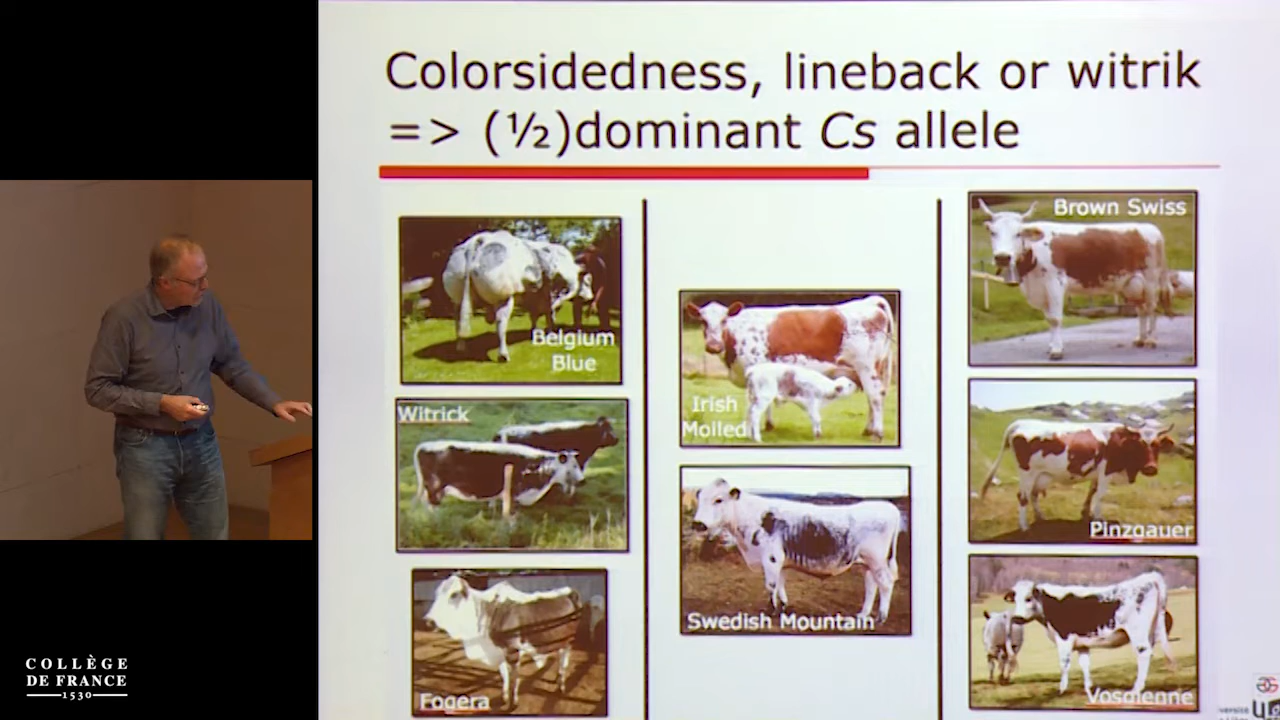 Colorsidedness, lineback or witrik
=> (½)dominant Cs allele
Belgium
Blue
Witrick
Fogera
Irish
Moiled
Swedish Mountain
Brown Swiss
Pinzgauer
Vosgienne
COLLÈGE
DE FRANCE
1530